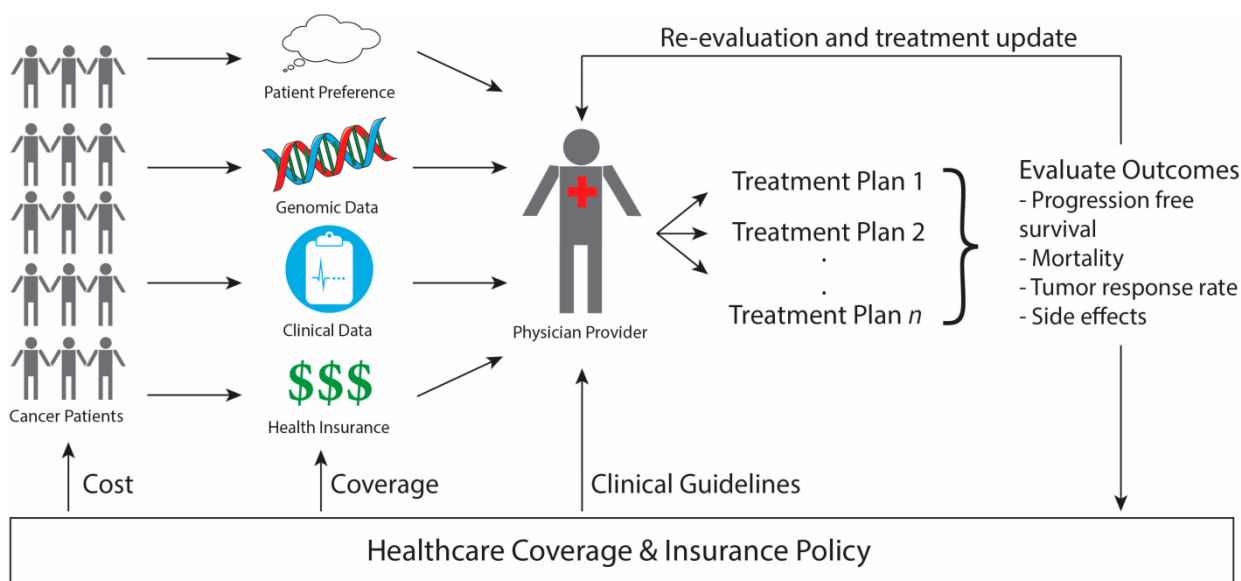 Re-evaluation and treatment update
Patient Preference
Genomic Data
Clinical Data
$$$
Health Insurance
Cancer Patients
Physician Provider
Treatment Plan 1
Treatment Plan 2
.
.
Treatment Plan n
Evaluate Outcomes
- Progression free
survival
- Mortality
- Tumor response rate
- Side effects
Cost
Coverage
Clinical Guidelines
Healthcare Coverage & Insurance Policy